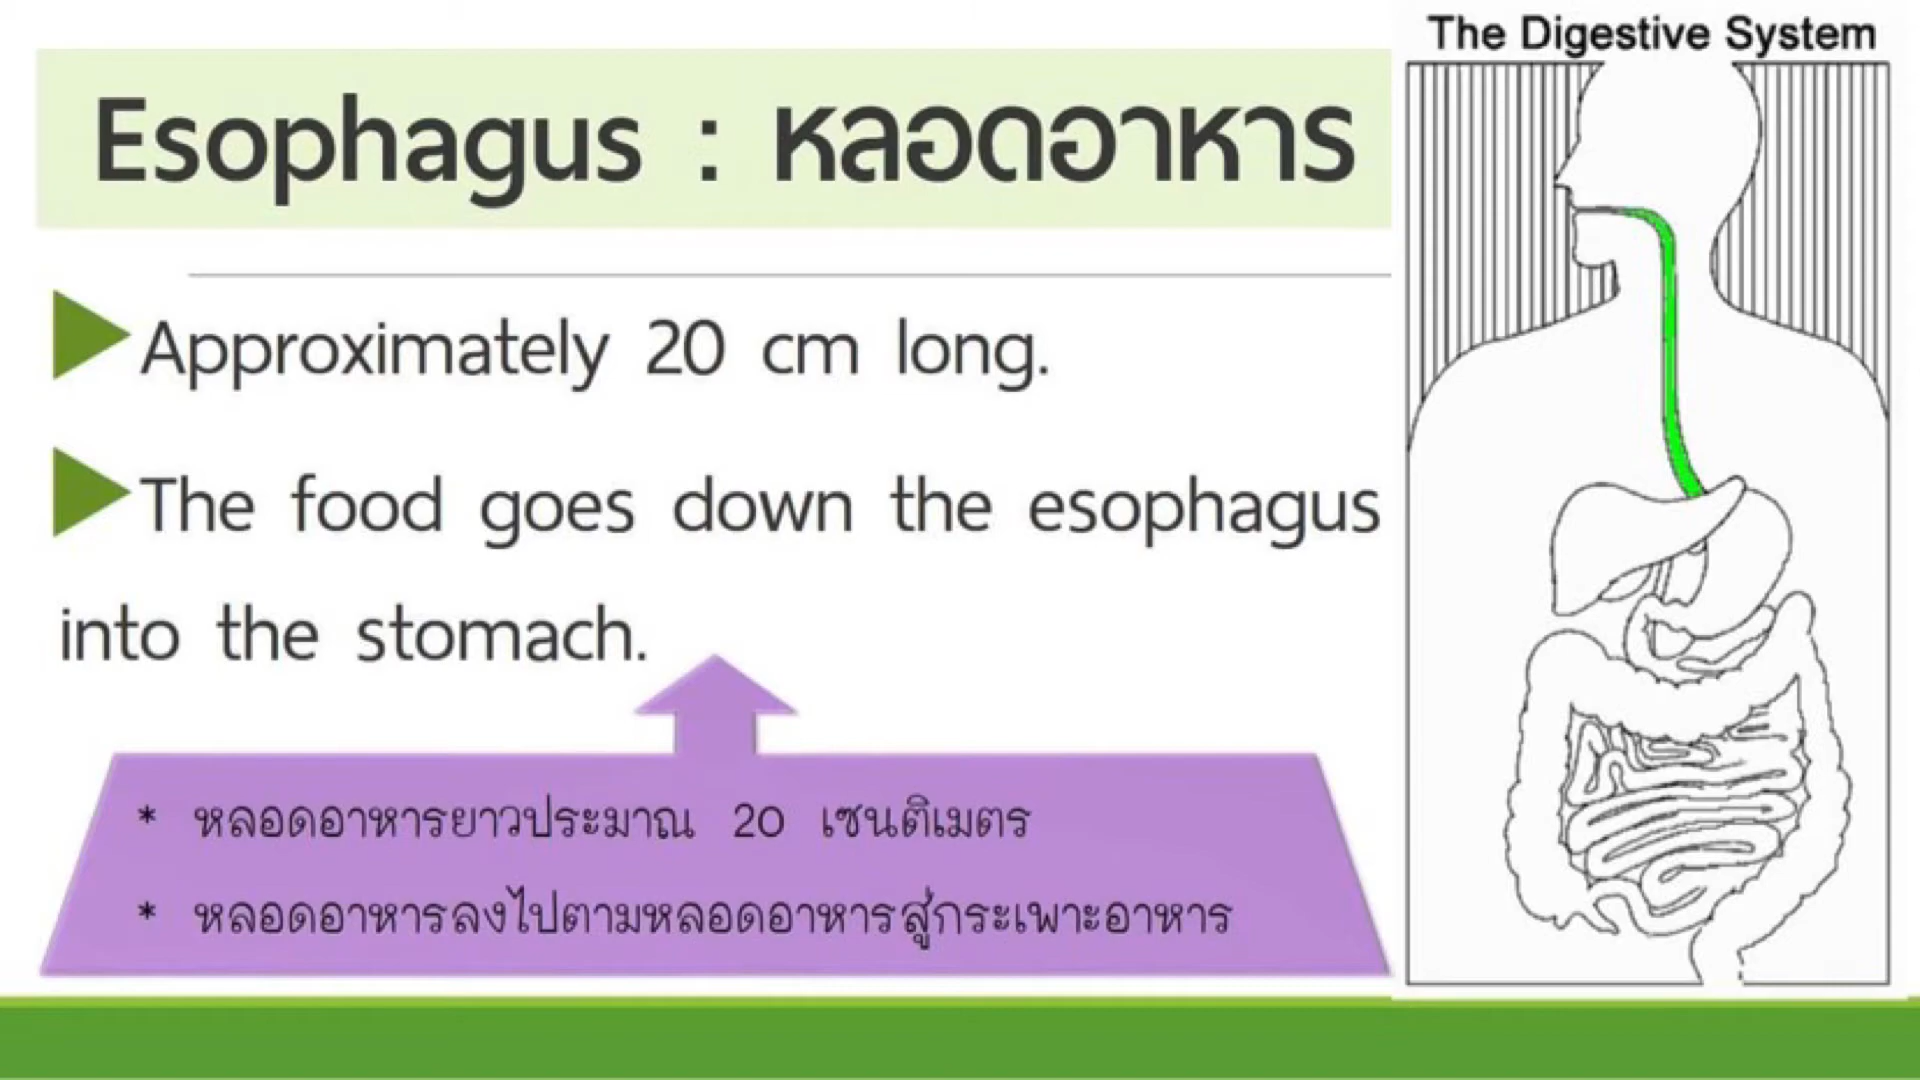 The Digestive System
Esophagus : หลอดอาหาร
Approximately 20 cm long.
The food goes down the esophagus
into the stomach.
* หลอดอาหารยาวประมาณ 20 เซนติเมตร
* หลอดอาหารลงไปตามหลอดอาหารสู่กระเพาะอาหาร